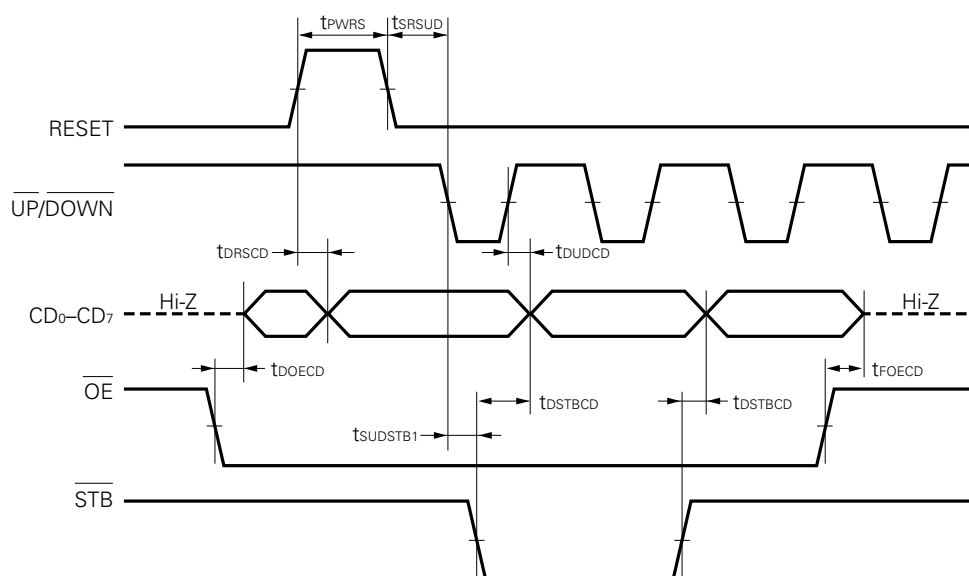 tPWRS tSRSUD
RESET
UP/DOWN
tDRSCD tDUDCD
Hi-Z Hi-Z
CD₀–CD₇
tDOECD tFOECD
OE
tDSTBCD tDSTBCD
tSUDSTB1
STB